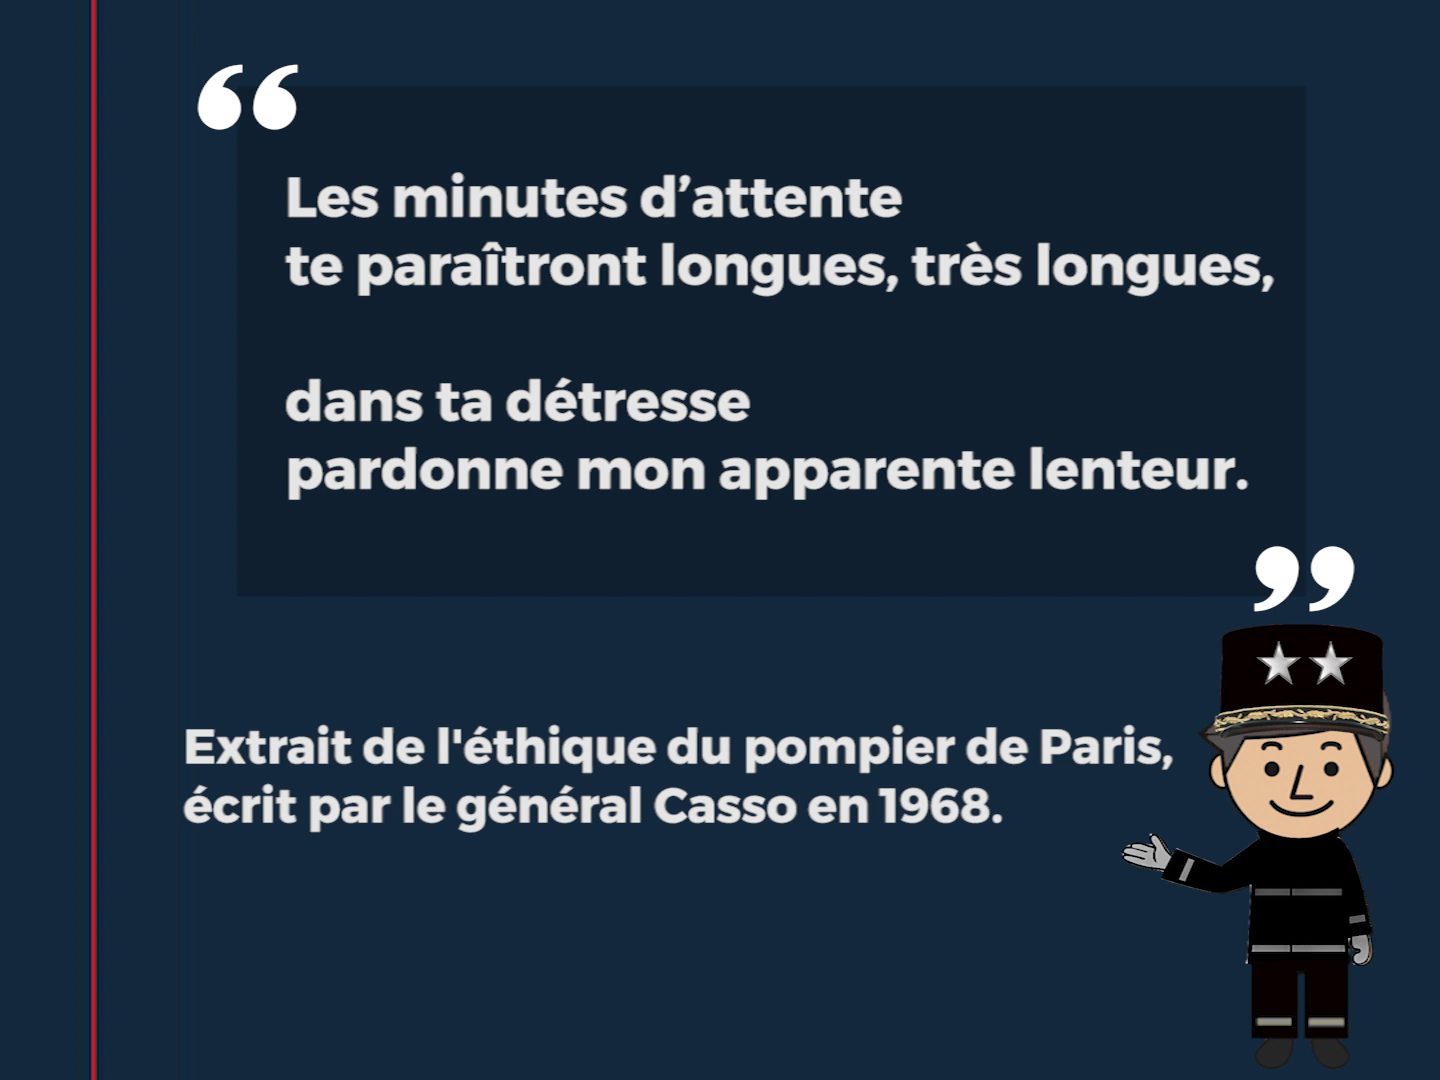 “
Les minutes d’attente
te paraîtront longues, très longues,
dans ta détresse
pardonne mon apparente lenteur.
”
Extrait de l'éthique du pompier de Paris,
écrit par le général Casso en 1968.